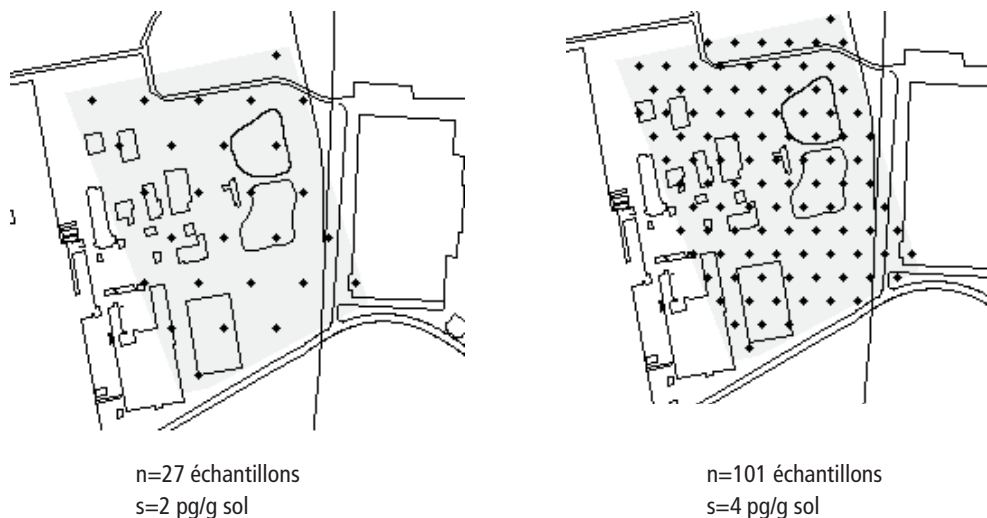 n=27 échantillons
s=2 pg/g sol
n=101 échantillons
s=4 pg/g sol